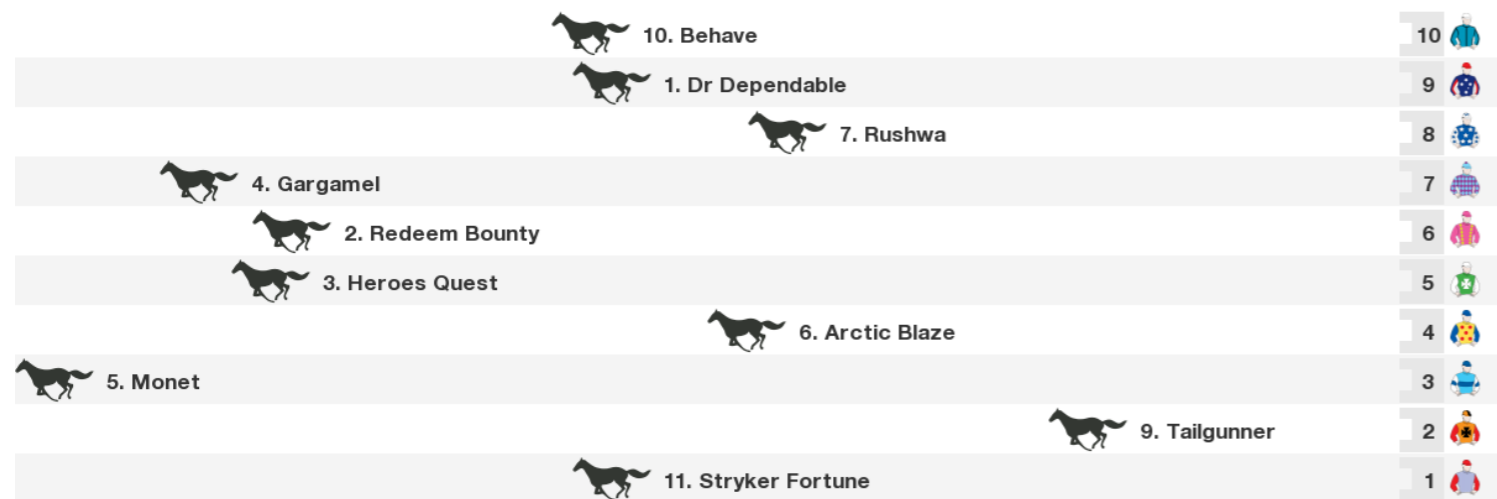 10. Behave 10
1. Dr Dependable 9
7. Rushwa 8
4. Gargamel 7
2. Redeem Bounty 6
3. Heroes Quest 5
6. Arctic Blaze 4
5. Monet 3
9. Tailgunner 2
11. Stryker Fortune 1